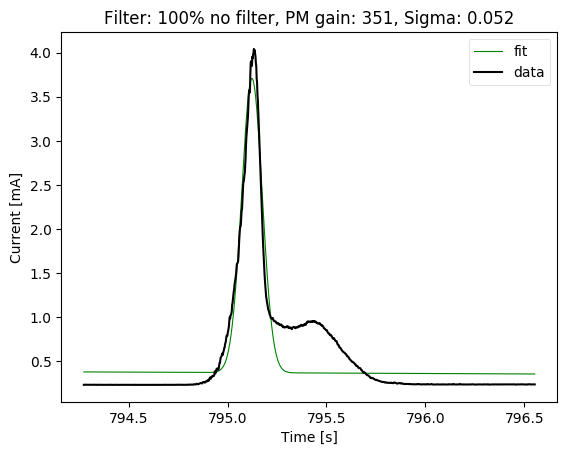 Filter: 100% no filter, PM gain: 351, Sigma: 0.052
fit
data
4.0
3.5
3.0
2.5
2.0
1.5
1.0
0.5
Current [mA]
794.5
795.0
795.5
796.0
796.5
Time [s]